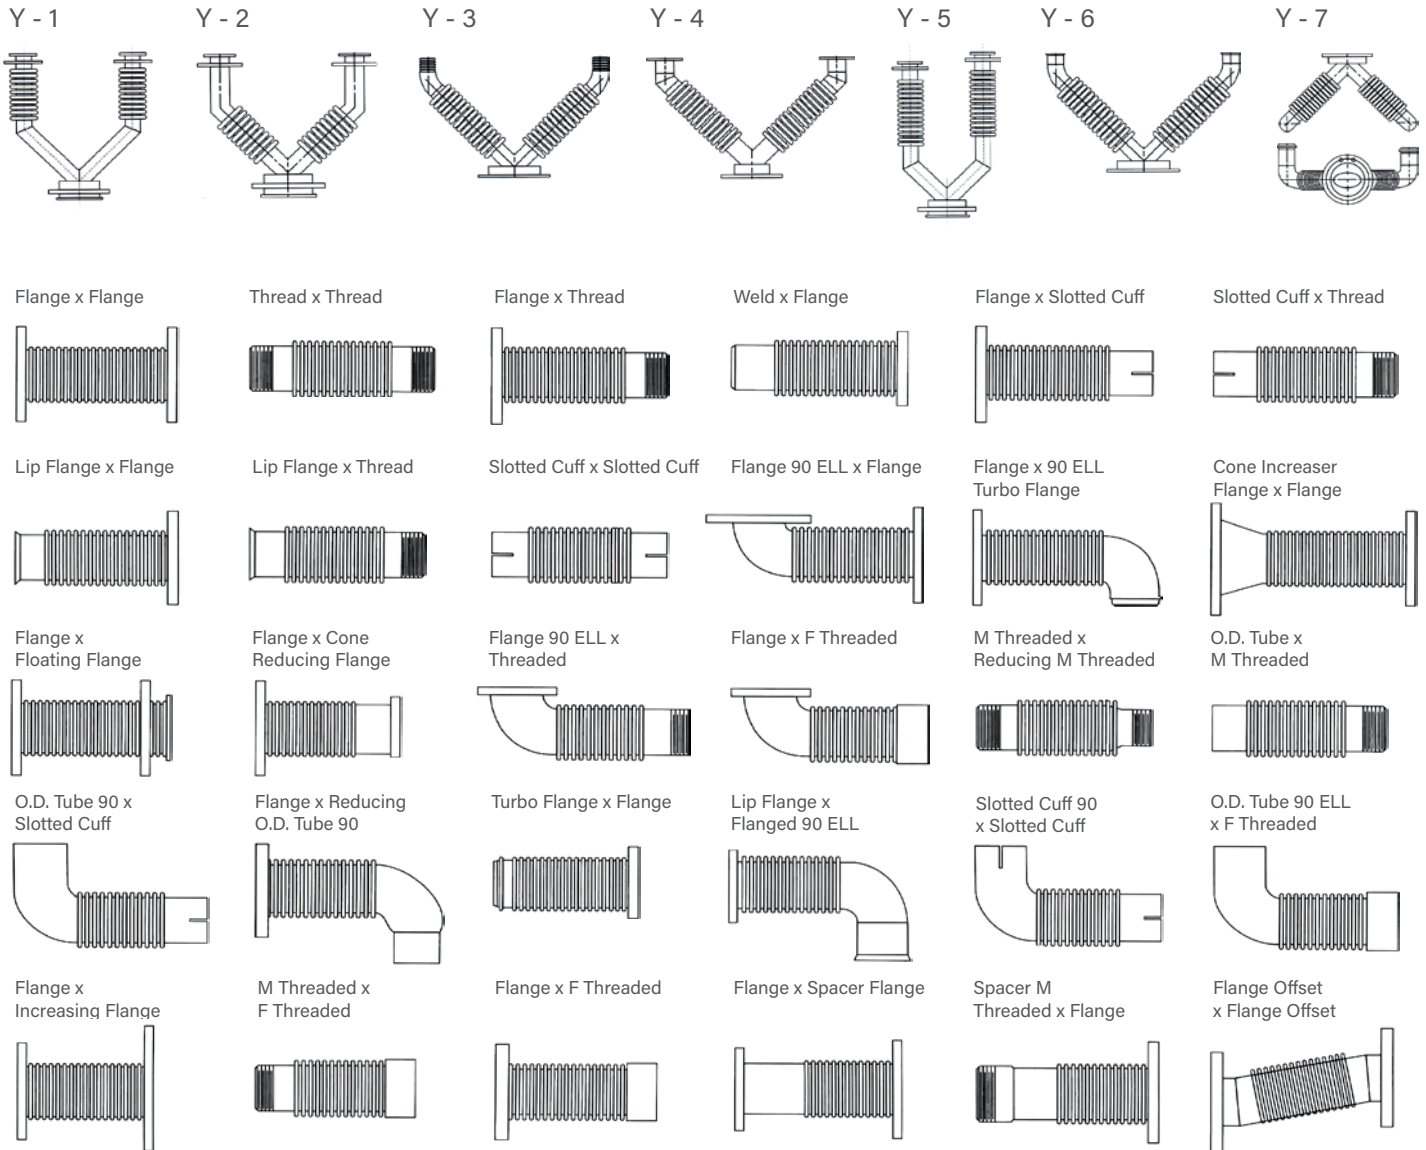 Y - 1
Y - 2
Y - 3
Y - 4
Y - 5
Y - 6
Y - 7
Flange x Flange
Thread x Thread
Flange x Thread
Weld x Flange
Flange x Slotted Cuff
Slotted Cuff x Thread
Lip Flange x Flange
Lip Flange x Thread
Slotted Cuff x Slotted Cuff
Flange 90 ELL x Flange
Flange x 90 ELL
Turbo Flange
Cone Increaser
Flange x Flange
Flange x
Floating Flange
Flange x Cone
Reducing Flange
Flange 90 ELL x
Threaded
Flange x F Threaded
M Threaded x
Reducing M Threaded
O.D. Tube x
M Threaded
O.D. Tube 90 x
Slotted Cuff
Flange x Reducing
O.D. Tube 90
Turbo Flange x Flange
Lip Flange x
Flanged 90 ELL
Slotted Cuff 90
x Slotted Cuff
O.D. Tube 90 ELL
x F Threaded
Flange x
Increasing Flange
M Threaded x
F Threaded
Flange x F Threaded
Flange x Spacer Flange
Spacer M
Threaded x Flange
Flange Offset
x Flange Offset